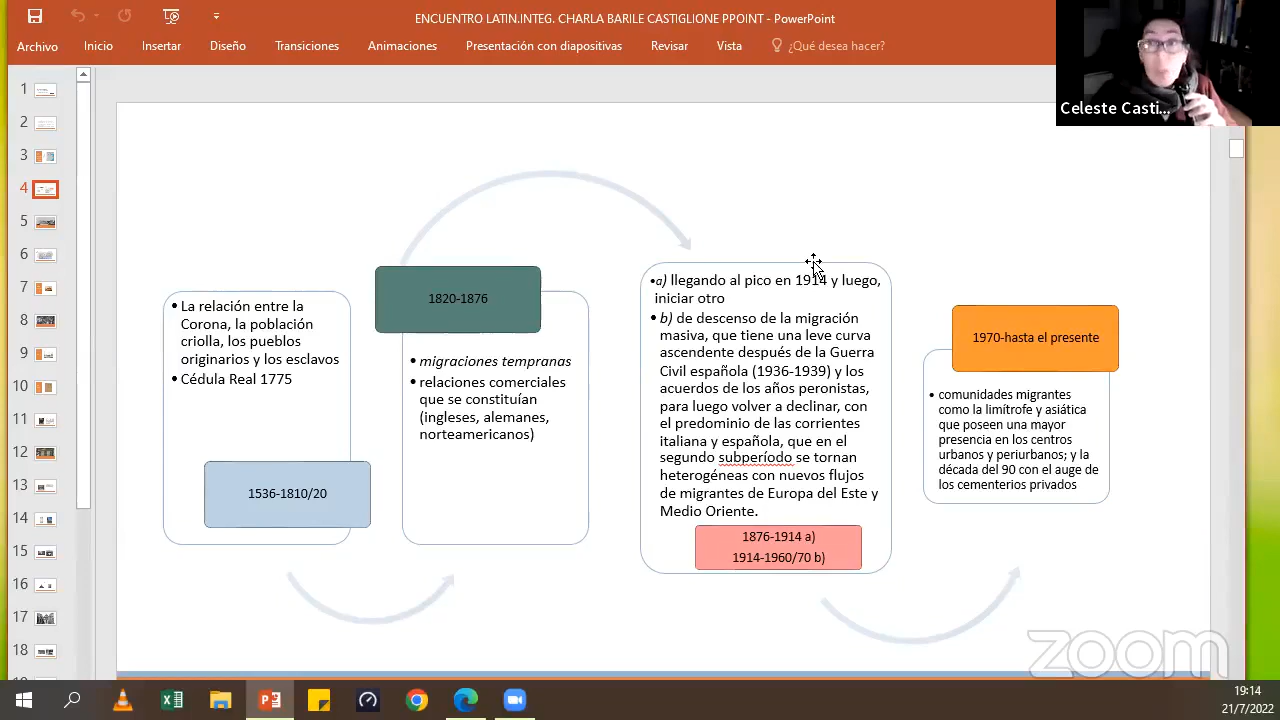 ENCUENTRO LATIN.INTEG. CHARLA BARILE CASTIGLIONE PPOINT - PowerPoint
Archivo Inicio Insertar Diseño Transiciones Animaciones Presentación con diapositivas Revisar Vista ¿Qué desea hacer?
Celeste Casti...
1
2
3
4
5
6
7
8
9
10
11
12
13
14
15
16
17
18
• La relación entre la
Corona, la población
criolla, los pueblos
originarios y los esclavos
• Cédula Real 1775
1536-1810/20
1820-1876
• migraciones tempranas
• relaciones comerciales
que se constituían
(ingleses, alemanes,
norteamericanos)
•a) llegando al pico en 1914 y luego,
iniciar otro
• b) de descenso de la migración
masiva, que tiene una leve curva
ascendente después de la Guerra
Civil española (1936-1939) y los
acuerdos de los años peronistas,
para luego volver a declinar, con
el predominio de las corrientes
italiana y española, que en el
segundo subperíodo se tornan
heterogéneas con nuevos flujos
de migrantes de Europa del Este y
Medio Oriente.
1876-1914 a)
1914-1960/70 b)
1970-hasta el presente
• comunidades migrantes
como la limítrofe y asiática
que poseen una mayor
presencia en los centros
urbanos y periurbanos; y la
década del 90 con el auge de
los cementerios privados
zoom
19:14
21/7/2022